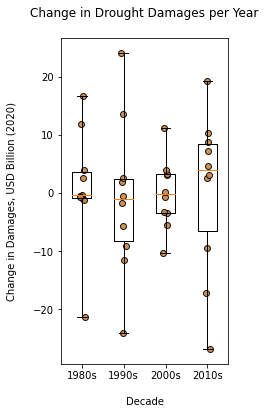 Change in Drought Damages per Year
Change in Damages, USD Billion (2020)
20
10
0
−10
−20
1980s 1990s 2000s 2010s
Decade